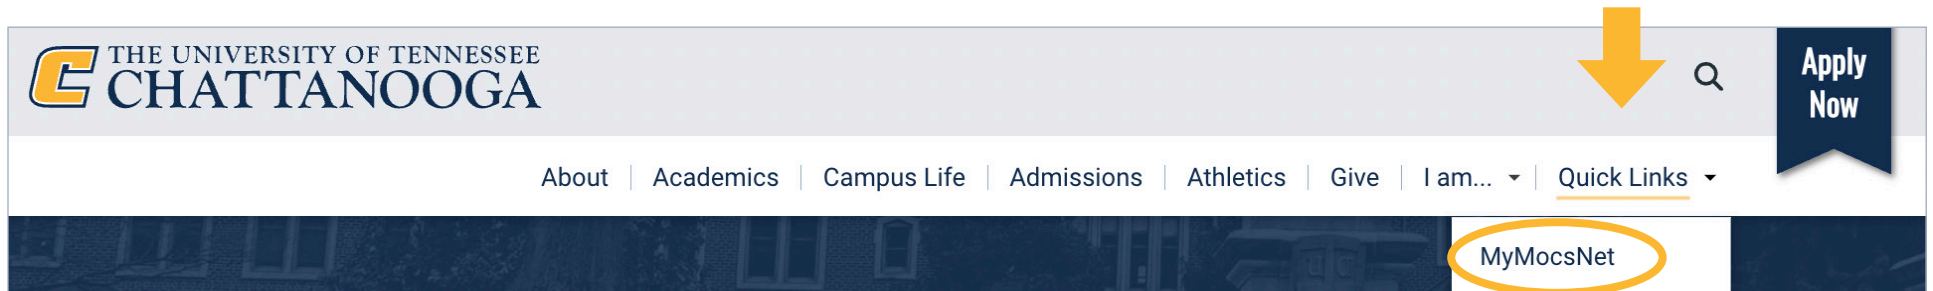 THE UNIVERSITY OF TENNESSEE
CHATTANOOGA
Apply
Now
About Academics Campus Life Admissions Athletics Give I am... Quick Links
MyMocsNet